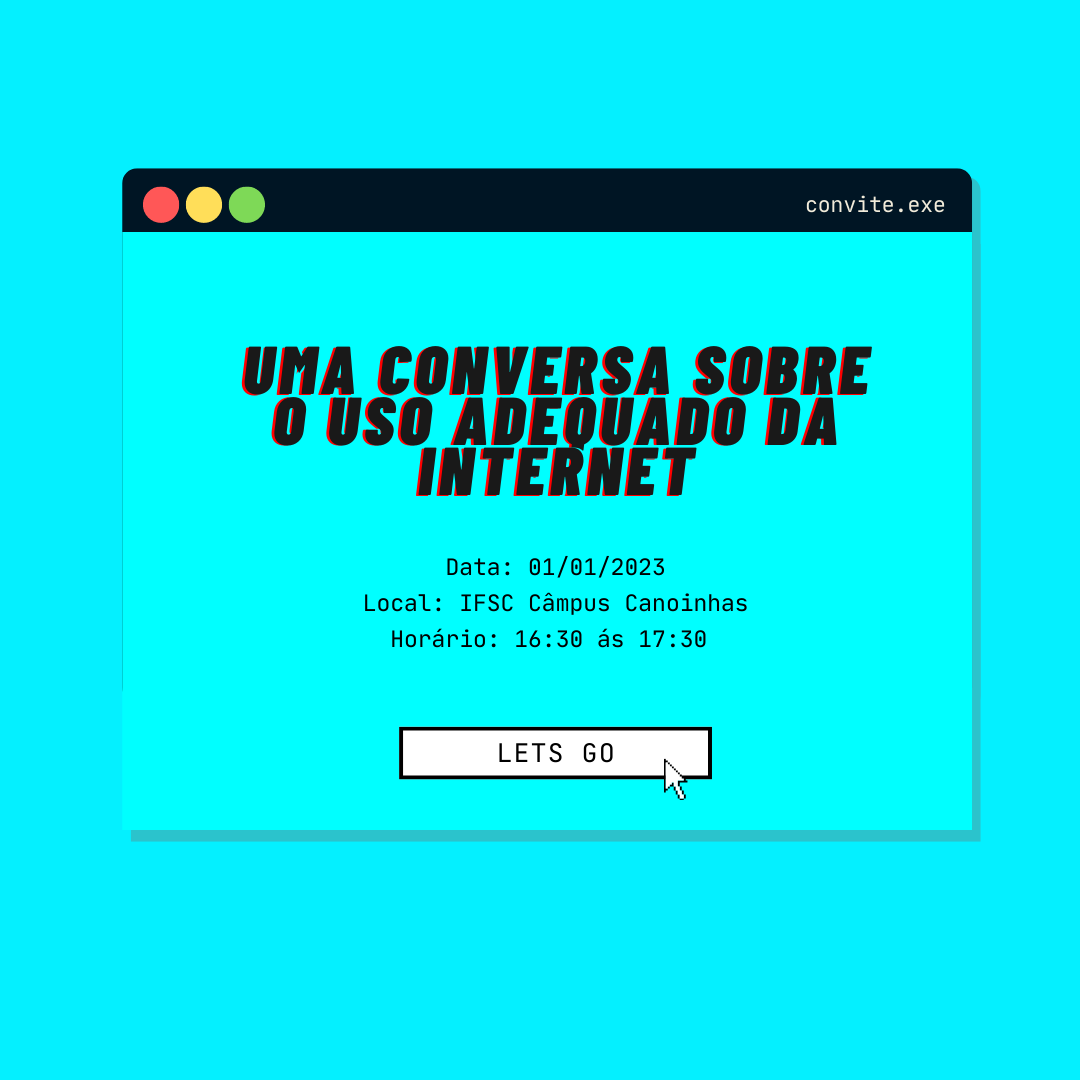 convite.exe
UMA CONVERSA SOBRE
O USO ADEQUADO DA
INTERNET
Data: 01/01/2023
Local: IFSC Câmpus Canoinhas
Horário: 16:30 ás 17:30
LETS GO